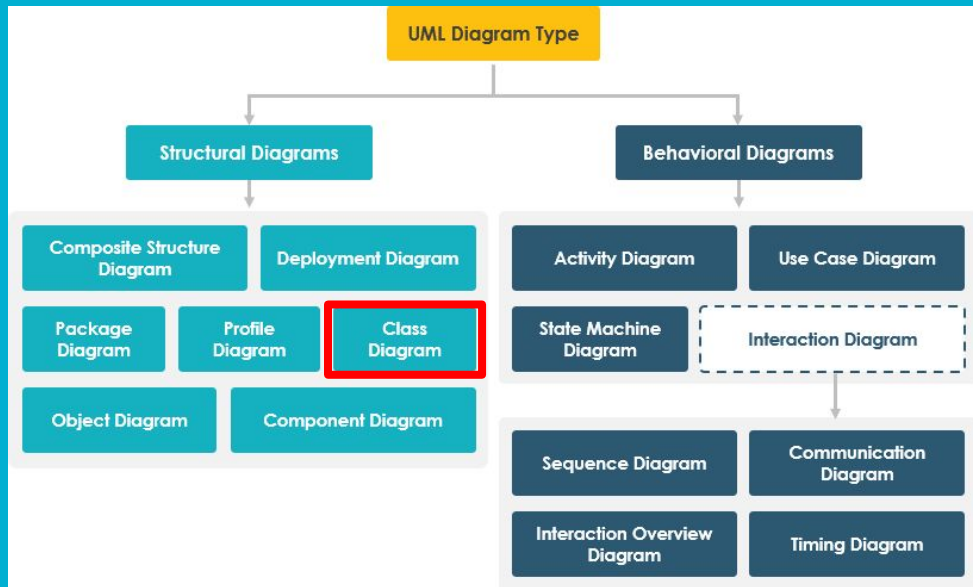 UML Diagram Type
Structural Diagrams
Behavioral Diagrams
Composite Structure
Diagram
Deployment Diagram
Package
Diagram
Profile
Diagram
Class
Diagram
Object Diagram
Component Diagram
Activity Diagram
Use Case Diagram
State Machine
Diagram
Interaction Diagram
Sequence Diagram
Communication
Diagram
Interaction Overview
Diagram
Timing Diagram